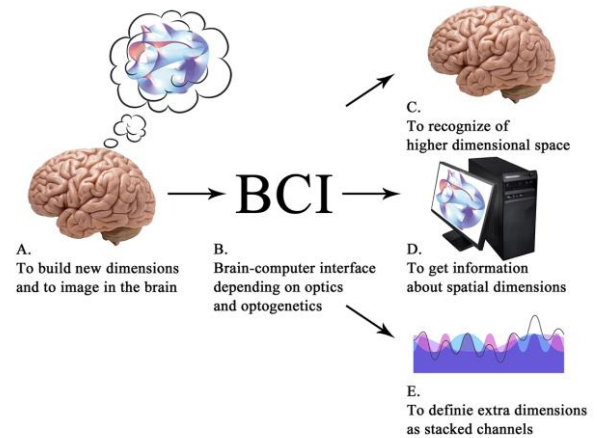 BCI
A.
To build new dimensions
and to image in the brain
B.
Brain-computer interface
depending on optics
and optogenetics
C.
To recognize of
higher dimensional space
D.
To get information
about spatial dimensions
E.
To definie extra dimensions
as stacked channels